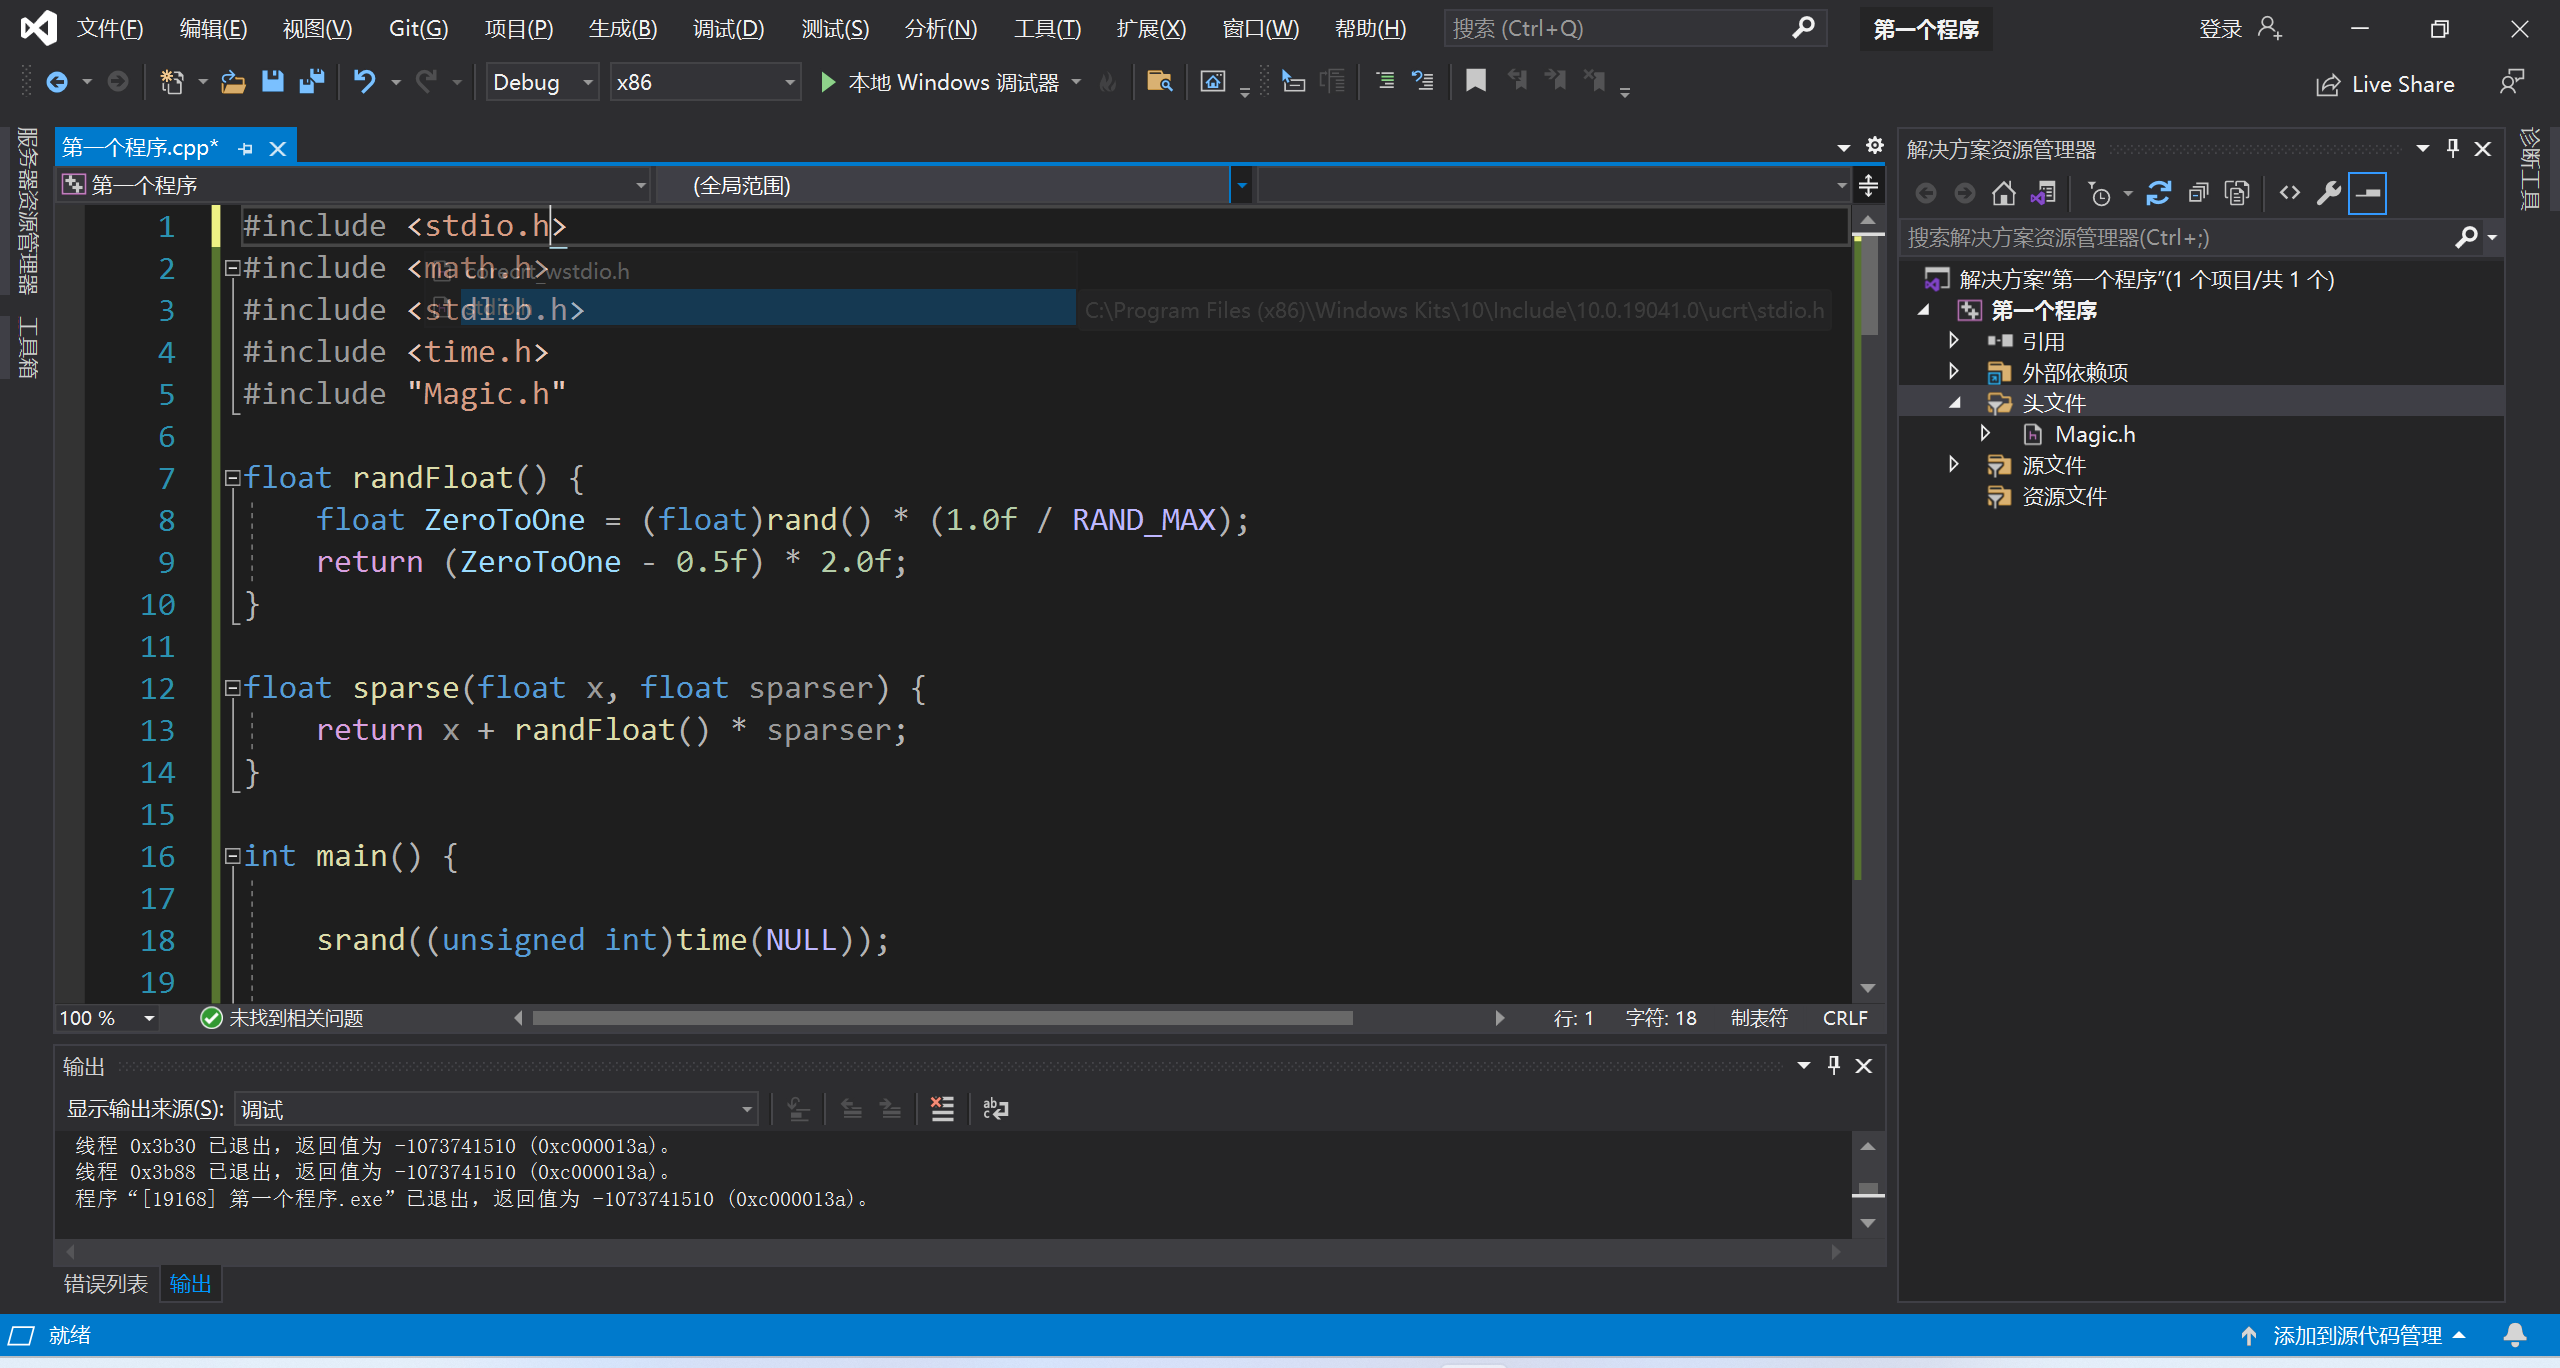 文件(F) 编辑(E) 视图(V) Git(G) 项目(P) 生成(B) 调试(D) 测试(S) 分析(N) 工具(T) 扩展(X) 窗口(W) 帮助(H) 搜索 (Ctrl+Q) 第一个程序 登录
Debug x86 本地 Windows 调试器 Live Share
服务器资源管理器
工具箱
第一个程序.cpp*
第一个程序 (全局范围)
1 #include <stdio.h>
2 #include <math.h>
corecrt_wstdio.h
3 #include <stdlib.h>
stdio.h
C:\Program Files (x86)\Windows Kits\10\Include\10.0.19041.0\ucrt\stdio.h
4 #include <time.h>
5 #include "Magic.h"
6
7 float randFloat() {
8 float ZeroToOne = (float)rand() * (1.0f / RAND_MAX);
9 return (ZeroToOne - 0.5f) * 2.0f;
10 }
11
12 float sparse(float x, float sparser) {
13 return x + randFloat() * sparser;
14 }
15
16 int main() {
17
18 srand((unsigned int)time(NULL));
19
100 % 未找到相关问题 行: 1 字符: 18 制表符 CRLF
输出
显示输出来源(S): 调试
线程 0x3b30 已退出，返回值为 -1073741510 (0xc000013a)。
线程 0x3b88 已退出，返回值为 -1073741510 (0xc000013a)。
程序“[19168] 第一个程序.exe”已退出，返回值为 -1073741510 (0xc000013a)。
错误列表 输出
解决方案资源管理器
搜索解决方案资源管理器(Ctrl+;)
解决方案“第一个程序”(1 个项目/共 1 个)
第一个程序
引用
外部依赖项
头文件
Magic.h
源文件
资源文件
诊断工具
就绪 添加到源代码管理